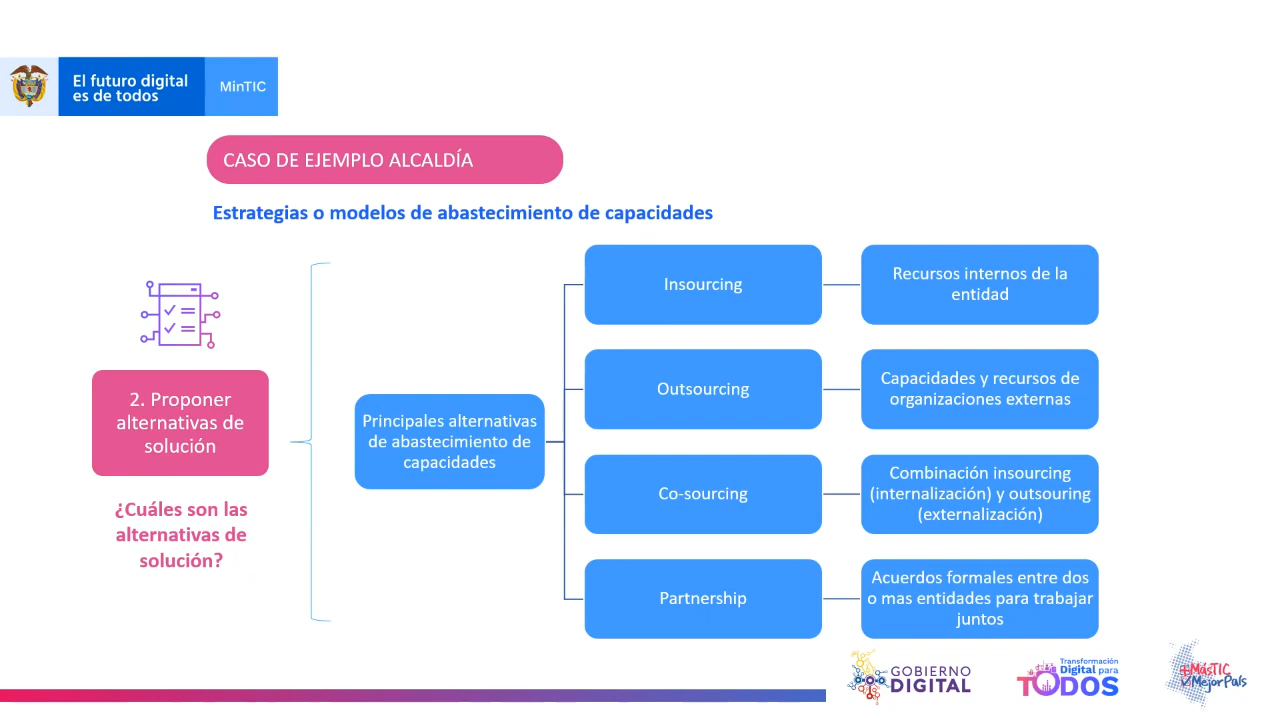 El futuro digital
es de todos
MinTIC
CASO DE EJEMPLO ALCALDÍA
Estrategias o modelos de abastecimiento de capacidades
2. Proponer
alternativas de
solución
¿Cuáles son las
alternativas de
solución?
Principales alternativas
de abastecimiento de
capacidades
Insourcing
Recursos internos de la
entidad
Outsourcing
Capacidades y recursos de
organizaciones externas
Co-sourcing
Combinación insourcing
(internalización) y outsouring
(externalización)
Partnership
Acuerdos formales entre dos
o mas entidades para trabajar
juntos
GOBIERNO
DIGITAL
Transformación
Digital para
TODOS
+MásTIC
MejorPaís